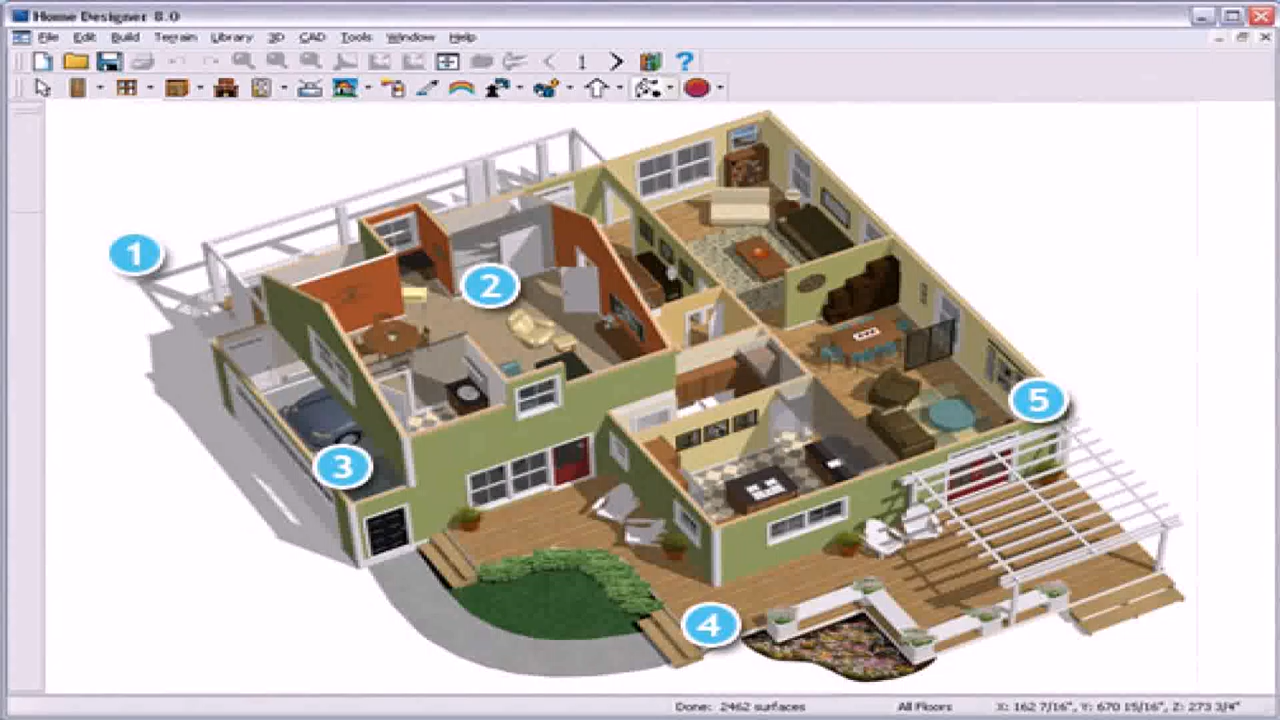 Home Designer 8.0
File Edit Build Terrain Library 3D CAD Tools Window Help
1
1
2
3
4
5
Done: 2462 surfaces All Floors X: 162 7/16", Y: 670 15/16", Z: 273 3/4"